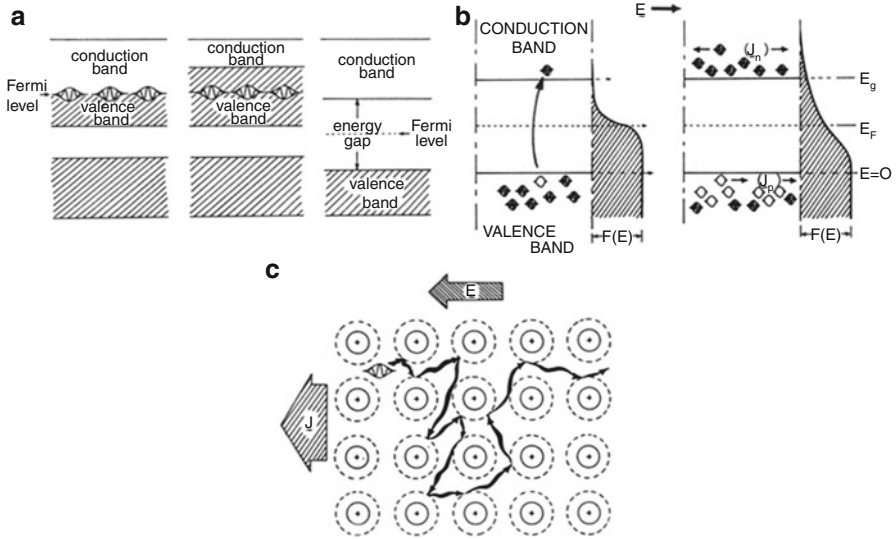 a
conduction
band
Fermi
level
valence
band
conduction
band
valence
band
conduction
band
energy
gap
Fermi
level
valence
band
b
E
CONDUCTION
BAND
VALENCE
BAND
F(E)
(J_n)
E_g
E_F
E=O
(J_p)
F(E)
c
E
J